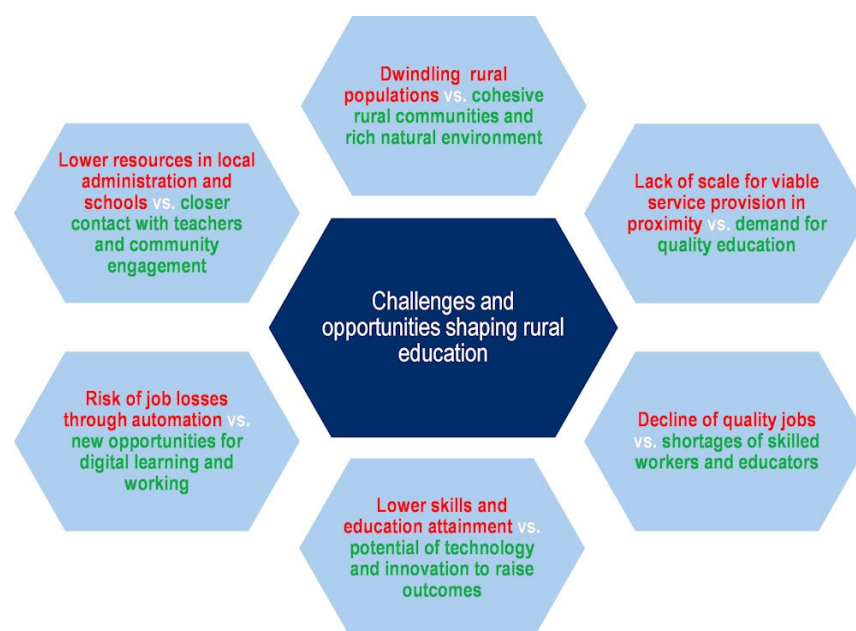 Dwindling rural
populations vs. cohesive
rural communities and
rich natural environment
Lower resources in local
administration and
schools vs. closer
contact with teachers
and community
engagement
Lack of scale for viable
service provision in
proximity vs. demand for
quality education
Challenges and
opportunities shaping rural
education
Risk of job losses
through automation vs.
new opportunities for
digital learning and
working
Decline of quality jobs
vs. shortages of skilled
workers and educators
Lower skills and
education attainment vs.
potential of technology
and innovation to raise
outcomes